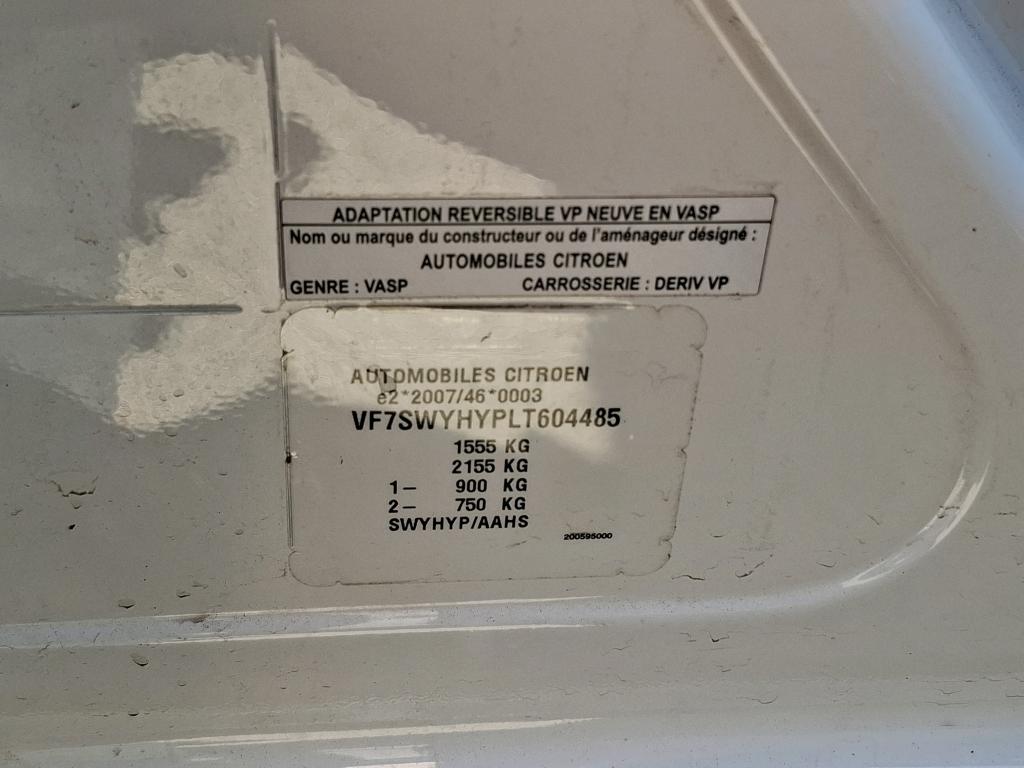 ADAPTATION REVERSIBLE VP NEUVE EN VASP
Nom ou marque du constructeur ou de l'aménageur désigné :
AUTOMOBILES CITROEN
GENRE : VASP CARROSSERIE : DERIV VP
AUTOMOBILES CITROEN
e2*2007/46*0003
VF7SWYHYPLT604485
1555 KG
2155 KG
1– 900 KG
2– 750 KG
SWYHYP/AAHS
200595000